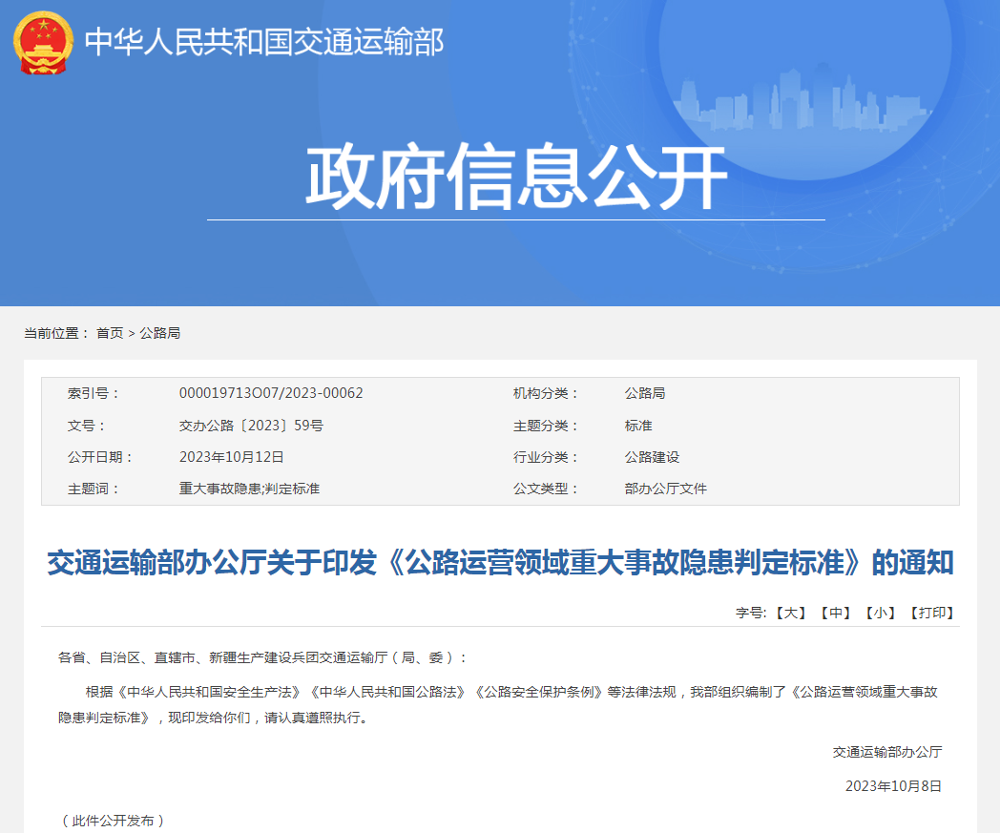 中华人民共和国交通运输部
政府信息公开
当前位置： 首页 > 公路局
索引号： 000019713O07/2023-00062 机构分类： 公路局
文号： 交办公路〔2023〕59号 主题分类： 标准
公开日期： 2023年10月12日 行业分类： 公路建设
主题词： 重大事故隐患;判定标准 公文类型： 部办公厅文件
交通运输部办公厅关于印发《公路运营领域重大事故隐患判定标准》的通知
字号:【大】【中】【小】【打印】
各省、自治区、直辖市、新疆生产建设兵团交通运输厅（局、委）：
根据《中华人民共和国安全生产法》《中华人民共和国公路法》《公路安全保护条例》等法律法规，我部组织编制了《公路运营领域重大事故
隐患判定标准》，现印发给你们，请认真遵照执行。
交通运输部办公厅
2023年10月8日
（此件公开发布）